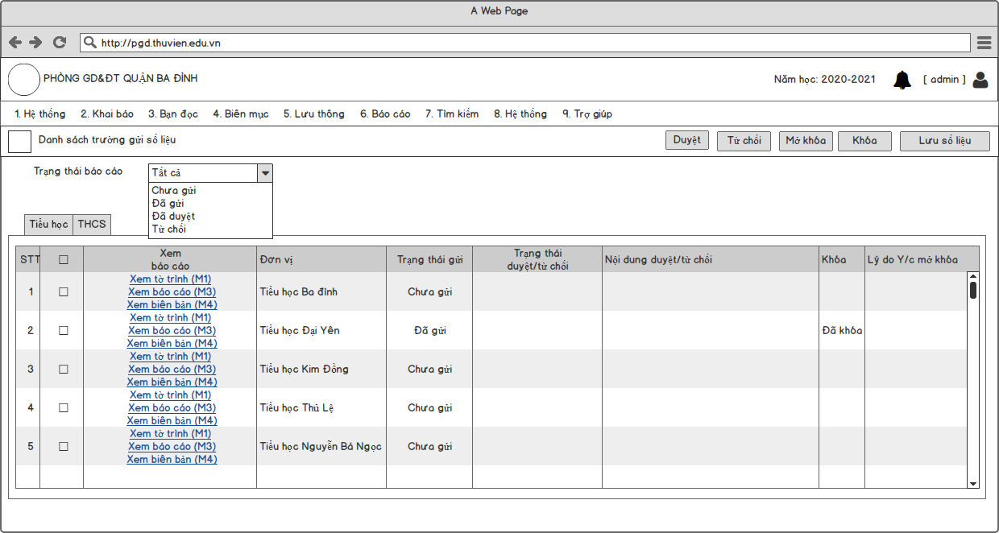 A Web Page
http://pgd.thuvien.edu.vn
PHÒNG GD&ĐT QUẬN BA ĐÌNH
Năm học: 2020-2021
[ admin ]
1. Hệ thống 2. Khai báo 3. Bạn đọc 4. Biên mục 5. Lưu thông 6. Báo cáo 7. Tìm kiếm 8. Hệ thống 9. Trợ giúp
Danh sách trường gửi số liệu
Duyệt Từ chối Mở khóa Khóa Lưu số liệu
Trạng thái báo cáo
Tất cả
Chưa gửi
Đã gửi
Đã duyệt
Từ chối
Tiểu học THCS
STT
Xem
báo cáo
Đơn vị
Trạng thái gửi
Trạng thái
duyệt/từ chối
Nội dung duyệt/từ chối
Khóa
Lý do Y/c mở khóa
1
Xem tờ trình (M1)
Xem báo cáo (M3)
Xem biên bản (M4)
Tiểu học Ba đình
Chưa gửi
2
Xem tờ trình (M1)
Xem báo cáo (M3)
Xem biên bản (M4)
Tiểu học Đại Yên
Đã gửi
Đã khóa
3
Xem tờ trình (M1)
Xem báo cáo (M3)
Xem biên bản (M4)
Tiểu học Kim Đồng
Chưa gửi
4
Xem tờ trình (M1)
Xem báo cáo (M3)
Xem biên bản (M4)
Tiểu học Thủ Lệ
Chưa gửi
5
Xem tờ trình (M1)
Xem báo cáo (M3)
Xem biên bản (M4)
Tiểu học Nguyễn Bá Ngọc
Chưa gửi